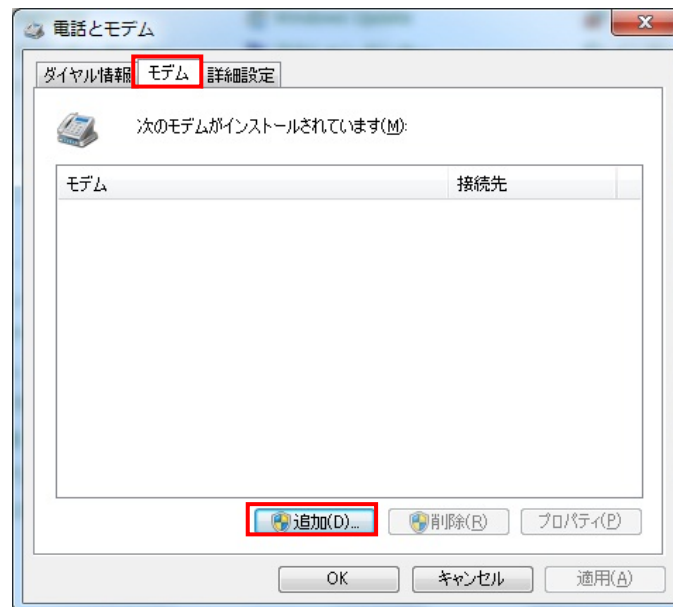 電話とモデム
ダイヤル情報 モデム 詳細設定
次のモデムがインストールされています(M):
モデム 接続先
追加(D)... 削除(R) プロパティ(P)
OK キャンセル 適用(A)